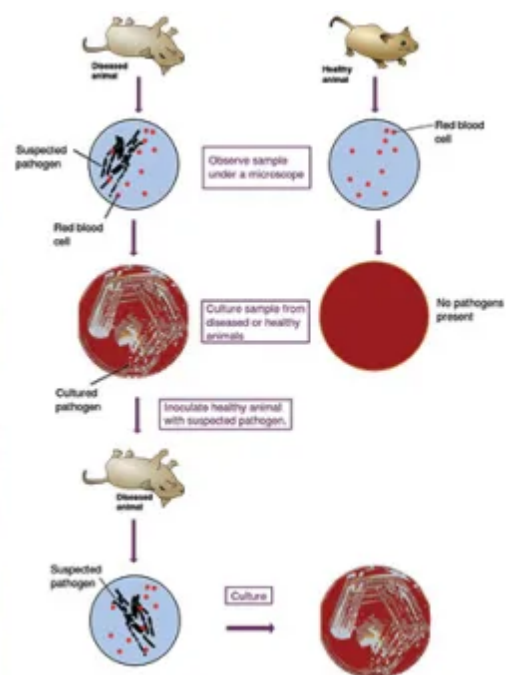 Diseased
animal
Healthy
animal
Suspected
pathogen
Red blood
cell
Observe sample
under a microscope
Red blood
cell
Culture sample from
diseased or healthy
animals
No pathogens
present
Cultured
pathogen
Inoculate healthy animal
with suspected pathogen.
Diseased
animal
Suspected
pathogen
Culture